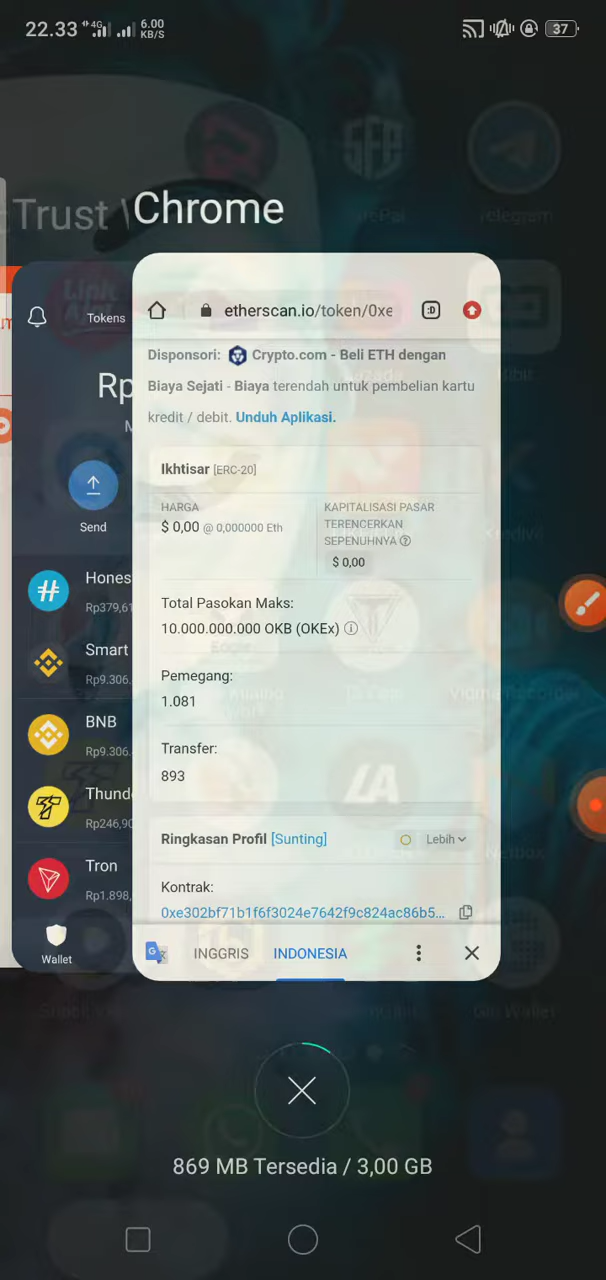 22.33 4G 6.00 KB/S 37
Trust
Chrome
etherscan.io/token/0xe
:D
Disponsori: Crypto.com - Beli ETH dengan
Biaya Sejati - Biaya terendah untuk pembelian kartu
kredit / debit. Unduh Aplikasi.
Ikhtisar [ERC-20]
HARGA
$ 0,00 @ 0,000000 Eth
KAPITALISASI PASAR
TERENCERKAN
SEPENUHNYA
$ 0,00
Total Pasokan Maks:
10.000.000.000 OKB (OKEx)
Pemegang:
1.081
Transfer:
893
Ringkasan Profil [Sunting]
Lebih
Kontrak:
0xe302bf71b1f6f3024e7642f9c824ac86b5...
INGGRIS
INDONESIA
Tokens
Rp
Send
Hones
Rp379,61
Smart
Rp9.306.
BNB
Rp9.306.
Thund
Rp246,90
Tron
Rp1.898,
Wallet
Telegram
869 MB Tersedia / 3,00 GB